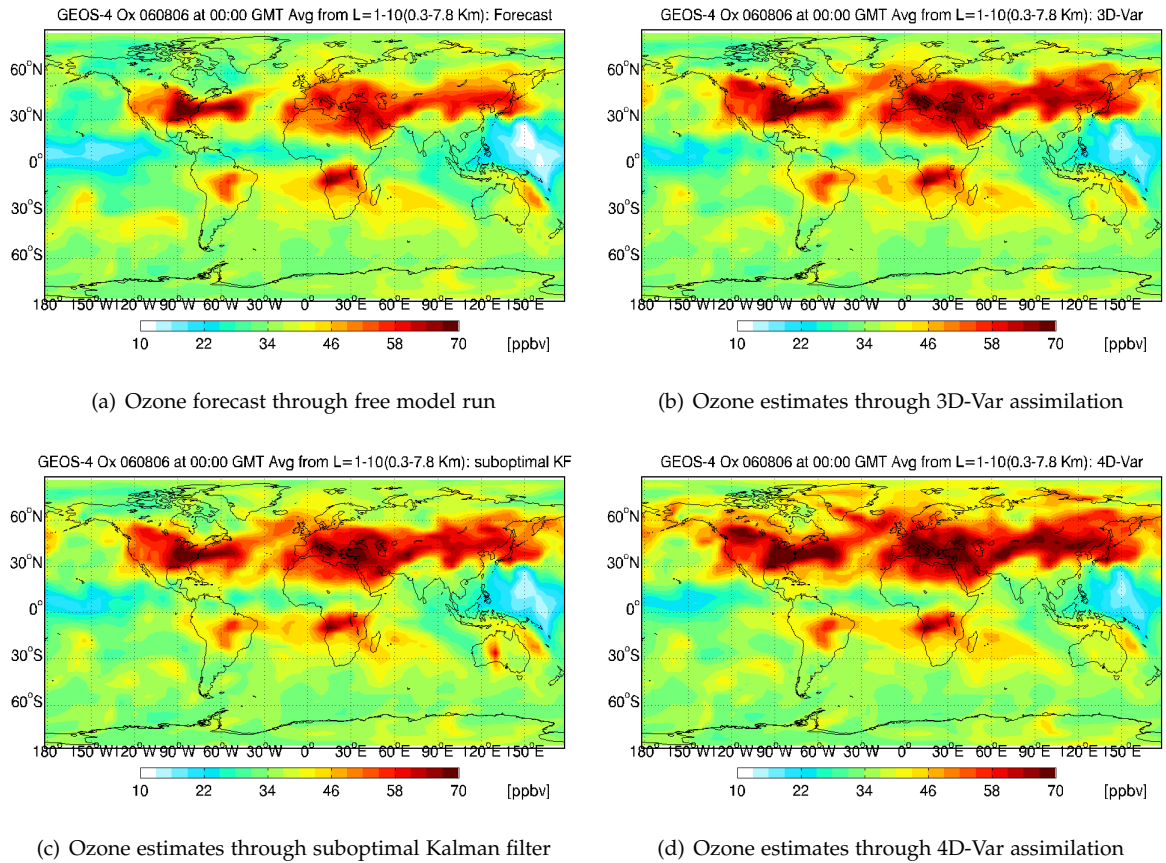 GEOS-4 Ox 060806 at 00:00 GMT Avg from L=1-10(0.3-7.8 Km): Forecast
60°N
30°N
0°
30°S
60°S
180° 150°W 120°W 90°W 60°W 30°W 0° 30°E 60°E 90°E 120°E 150°E
10 22 34 46 58 70 [ppbv]
(a) Ozone forecast through free model run
GEOS-4 Ox 060806 at 00:00 GMT Avg from L=1-10(0.3-7.8 Km): 3D-Var
60°N
30°N
0°
30°S
60°S
180° 150°W 120°W 90°W 60°W 30°W 0° 30°E 60°E 90°E 120°E 150°E
10 22 34 46 58 70 [ppbv]
(b) Ozone estimates through 3D-Var assimilation
GEOS-4 Ox 060806 at 00:00 GMT Avg from L=1-10(0.3-7.8 Km): suboptimal KF
60°N
30°N
0°
30°S
60°S
180° 150°W 120°W 90°W 60°W 30°W 0° 30°E 60°E 90°E 120°E 150°E
10 22 34 46 58 70 [ppbv]
(c) Ozone estimates through suboptimal Kalman filter
GEOS-4 Ox 060806 at 00:00 GMT Avg from L=1-10(0.3-7.8 Km): 4D-Var
60°N
30°N
0°
30°S
60°S
180° 150°W 120°W 90°W 60°W 30°W 0° 30°E 60°E 90°E 120°E 150°E
10 22 34 46 58 70 [ppbv]
(d) Ozone estimates through 4D-Var assimilation